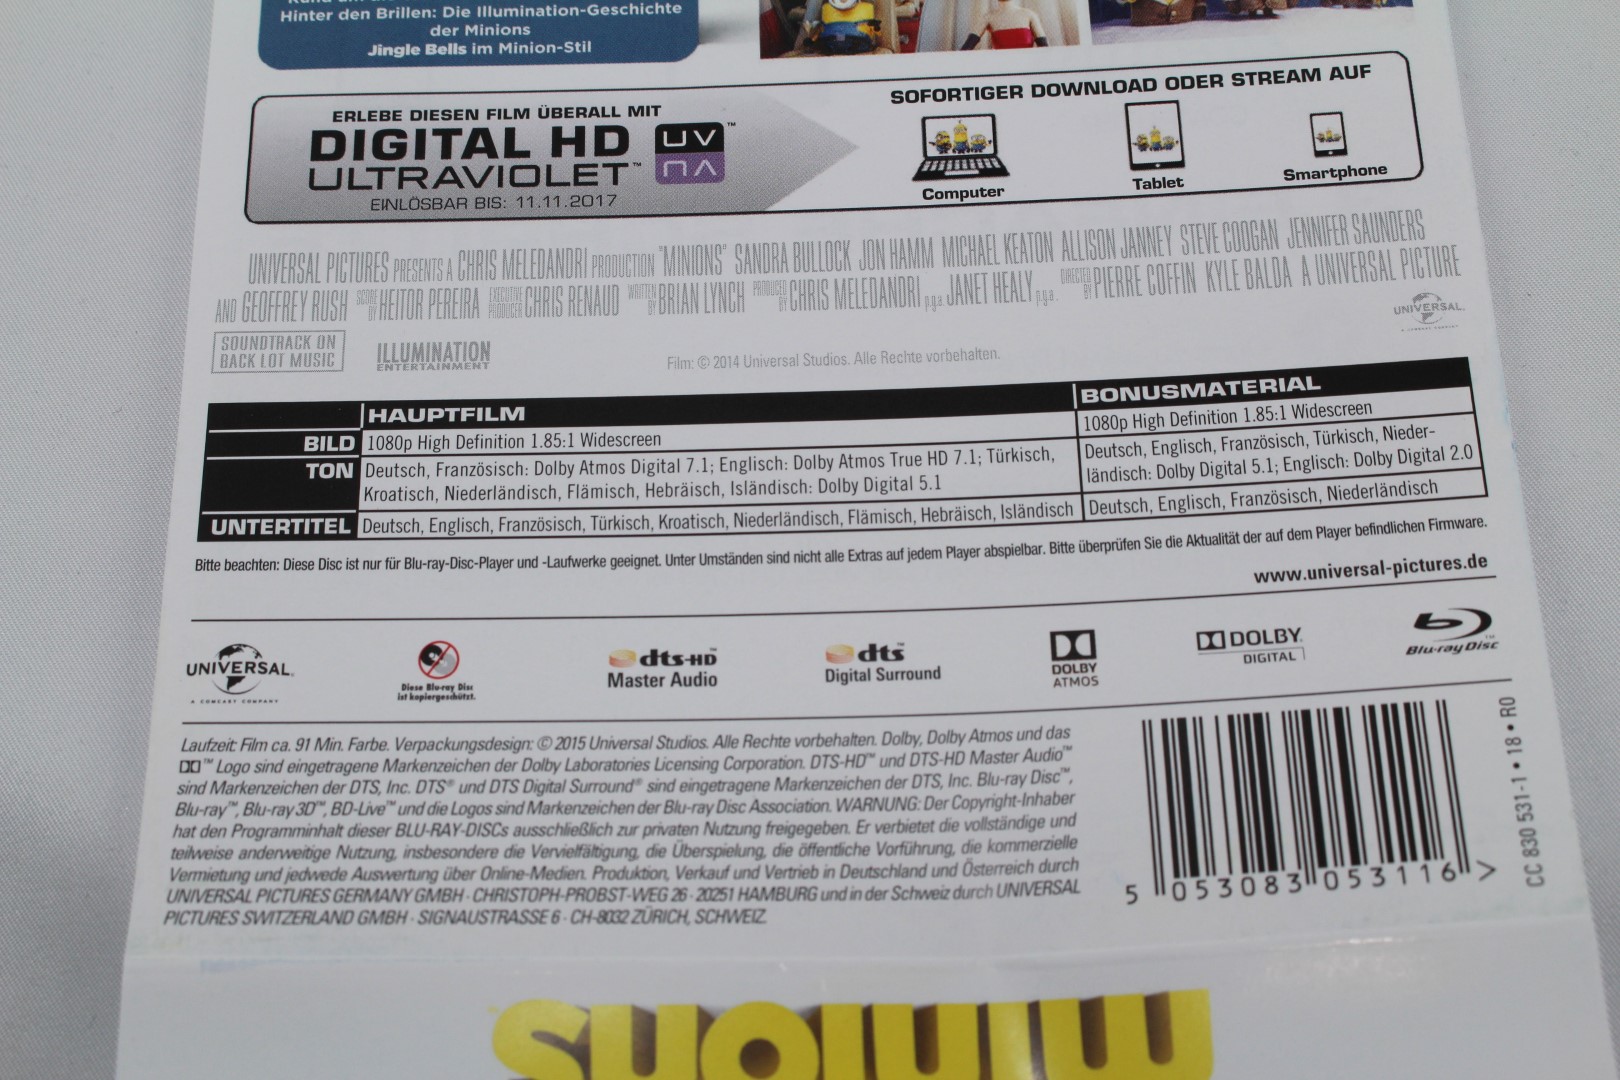 Hinter den Brillen: Die Illumination-Geschichte
der Minions
Jingle Bells im Minion-Stil
ERLEBE DIESEN FILM ÜBERALL MIT
DIGITAL HD
ULTRAVIOLET™
UV™
EINLÖSBAR BIS: 11.11.2017
SOFORTIGER DOWNLOAD ODER STREAM AUF
Computer
Tablet
Smartphone
UNIVERSAL PICTURES PRESENTS A CHRIS MELEDANDRI PRODUCTION "MINIONS" SANDRA BULLOCK JON HAMM MICHAEL KEATON ALLISON JANNEY STEVE COOGAN JENNIFER SAUNDERS
AND GEOFFREY RUSH SCORE BY HEITOR PEREIRA EXECUTIVE PRODUCER CHRIS RENAUD WRITTEN BY BRIAN LYNCH PRODUCED BY CHRIS MELEDANDRI p.g.a. JANET HEALY p.g.a. DIRECTED BY PIERRE COFFIN KYLE BALDA A UNIVERSAL PICTURE
SOUNDTRACK ON
BACK LOT MUSIC
ILLUMINATION
ENTERTAINMENT
Film: © 2014 Universal Studios. Alle Rechte vorbehalten.
UNIVERSAL
A COMCAST COMPANY
HAUPTFILM
BONUSMATERIAL
BILD
1080p High Definition 1.85:1 Widescreen
1080p High Definition 1.85:1 Widescreen
TON
Deutsch, Französisch: Dolby Atmos Digital 7.1; Englisch: Dolby Atmos True HD 7.1; Türkisch,
Kroatisch, Niederländisch, Flämisch, Hebräisch, Isländisch: Dolby Digital 5.1
Deutsch, Englisch, Französisch, Türkisch, Nieder-
ländisch: Dolby Digital 5.1; Englisch: Dolby Digital 2.0
UNTERTITEL
Deutsch, Englisch, Französisch, Türkisch, Kroatisch, Niederländisch, Flämisch, Hebräisch, Isländisch
Deutsch, Englisch, Französisch, Niederländisch
Bitte beachten: Diese Disc ist nur für Blu-ray-Disc-Player und -Laufwerke geeignet. Unter Umständen sind nicht alle Extras auf jedem Player abspielbar. Bitte überprüfen Sie die Aktualität der auf dem Player befindlichen Firmware.
www.universal-pictures.de
UNIVERSAL
A COMCAST COMPANY
Diese Blu-ray Disc
ist kopiergeschützt.
dts-HD™
Master Audio
dts™
Digital Surround
DOLBY
ATMOS
DOLBY
DIGITAL
Blu-ray Disc™
Laufzeit: Film ca. 91 Min. Farbe. Verpackungsdesign: © 2015 Universal Studios. Alle Rechte vorbehalten. Dolby, Dolby Atmos und das
™ Logo sind eingetragene Markenzeichen der Dolby Laboratories Licensing Corporation. DTS-HD™ und DTS-HD Master Audio™
sind Markenzeichen der DTS, Inc. DTS® und DTS Digital Surround® sind eingetragene Markenzeichen der DTS, Inc. Blu-ray Disc™,
Blu-ray™, Blu-ray 3D™, BD-Live™ und die Logos sind Markenzeichen der Blu-ray Disc Association. WARNUNG: Der Copyright-Inhaber
hat den Programminhalt dieser BLU-RAY-DISCs ausschließlich zur privaten Nutzung freigegeben. Er verbietet die vollständige und
teilweise anderweitige Nutzung, insbesondere die Vervielfältigung, die Überspielung, die öffentliche Vorführung, die kommerzielle
Vermietung und jedwede Auswertung über Online-Medien. Produktion, Verkauf und Vertrieb in Deutschland und Österreich durch
UNIVERSAL PICTURES GERMANY GMBH · CHRISTOPH-PROBST-WEG 26 · 20251 HAMBURG und in der Schweiz durch UNIVERSAL
PICTURES SWITZERLAND GMBH · SIGNAUSTRASSE 6 · CH-8032 ZÜRICH, SCHWEIZ.
5 053083 053116 >
CC 830 531-1 • 18 • R0
minions